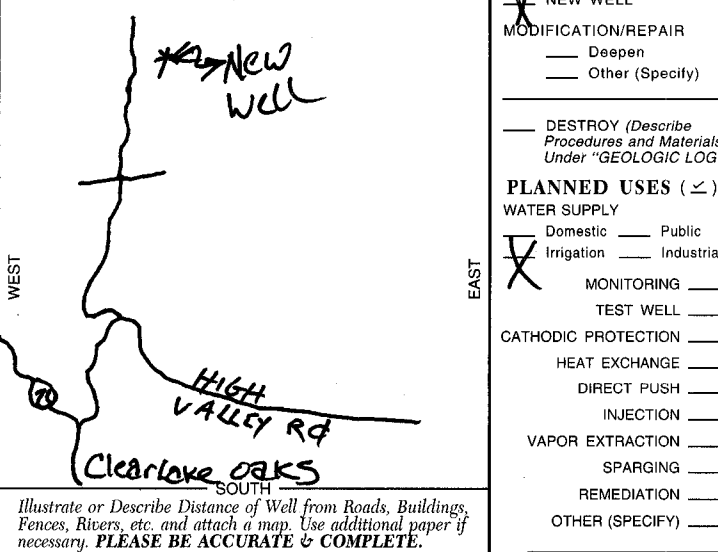 NEW WELL
MODIFICATION/REPAIR
Deepen
Other (Specify)
DESTROY (Describe
Procedures and Materials
Under "GEOLOGIC LOG
PLANNED USES (✓)
WATER SUPPLY
Domestic Public
Irrigation Industria
MONITORING
TEST WELL
CATHODIC PROTECTION
HEAT EXCHANGE
DIRECT PUSH
INJECTION
VAPOR EXTRACTION
SPARGING
REMEDIATION
OTHER (SPECIFY)
NEW
WELL
WEST
EAST
HIGH
VALLEY Rd
20
Clearlake oaks
SOUTH
Illustrate or Describe Distance of Well from Roads, Buildings,
Fences, Rivers, etc. and attach a map. Use additional paper if
necessary. PLEASE BE ACCURATE & COMPLETE.